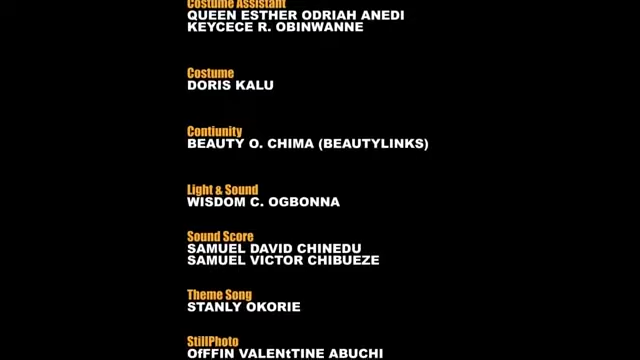 Costume Assistant
QUEEN ESTHER ODRIAH ANEDI
KEYCECE R. OBINWANNE
Costume
DORIS KALU
Contiunity
BEAUTY O. CHIMA (BEAUTYLINKS)
Light & Sound
WISDOM C. OGBONNA
Sound Score
SAMUEL DAVID CHINEDU
SAMUEL VICTOR CHIBUEZE
Theme Song
STANLY OKORIE
StillPhoto
OfFFIN VALENtTINE ABUCHI